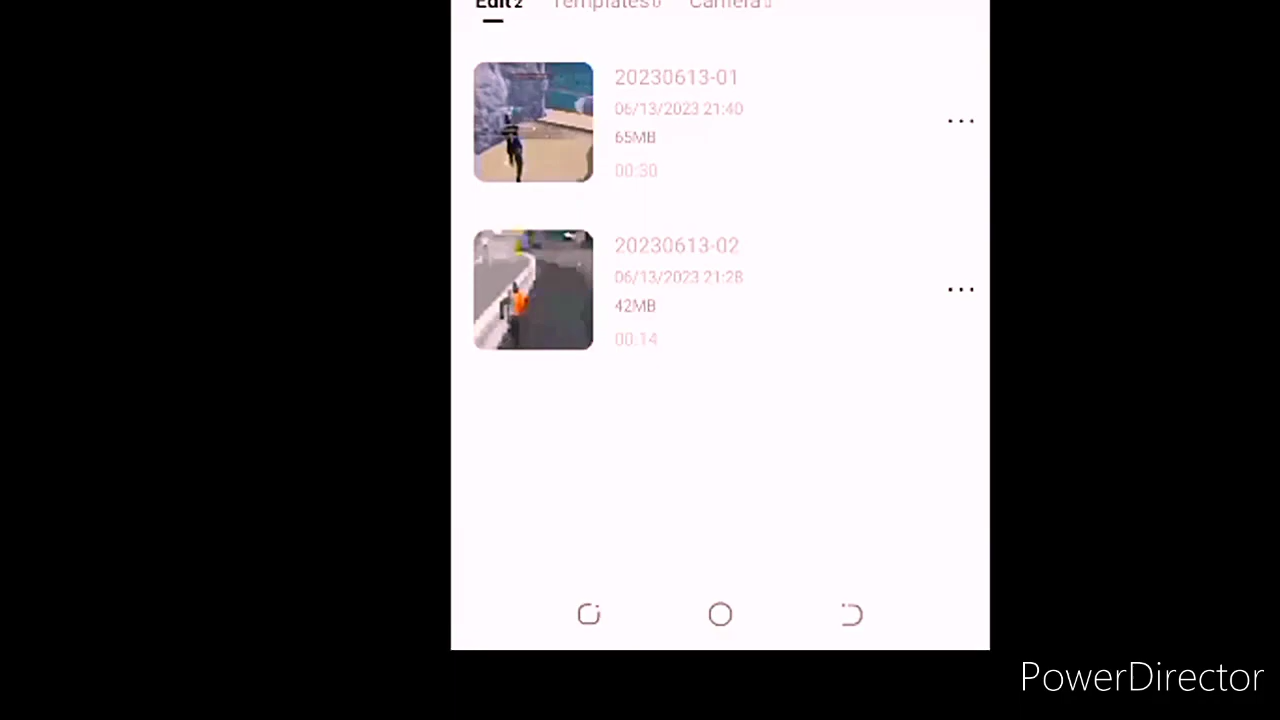 Edit 2 Templates 0 Camera
20230613-01
06/13/2023 21:40
65MB
00:30
20230613-02
06/13/2023 21:28
42MB
00:14
PowerDirector